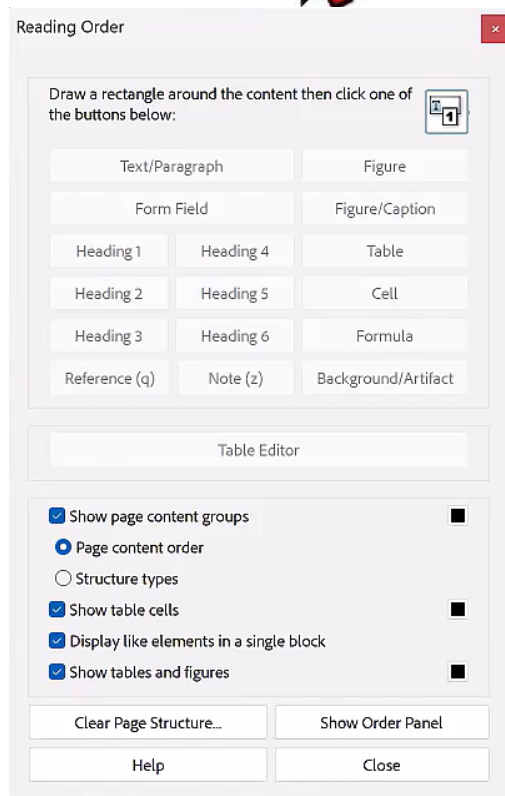 Reading Order
Draw a rectangle around the content then click one of
the buttons below:
1
Text/Paragraph
Figure
Form Field
Figure/Caption
Heading 1
Heading 4
Table
Heading 2
Heading 5
Cell
Heading 3
Heading 6
Formula
Reference (q)
Note (z)
Background/Artifact
Table Editor
Show page content groups
Page content order
Structure types
Show table cells
Display like elements in a single block
Show tables and figures
Clear Page Structure...
Show Order Panel
Help
Close